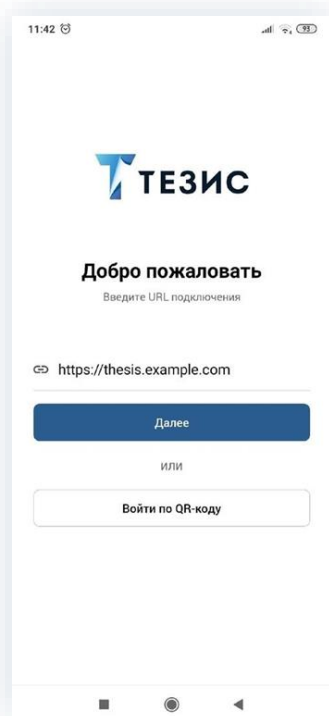 11:42
93
ТЕЗИС
Добро пожаловать
Введите URL подключения
https://thesis.example.com
Далее
или
Войти по QR-коду